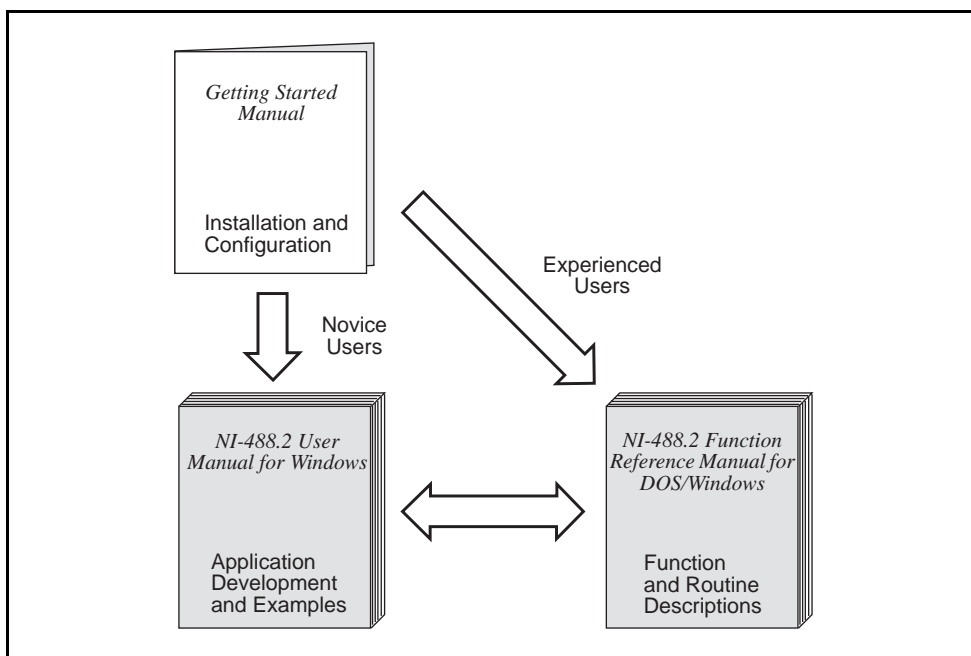 Getting Started
Manual
Installation and
Configuration
Experienced
Users
Novice
Users
NI-488.2 User
Manual for Windows
Application
Development
and Examples
NI-488.2 Function
Reference Manual for
DOS/Windows
Function
and Routine
Descriptions